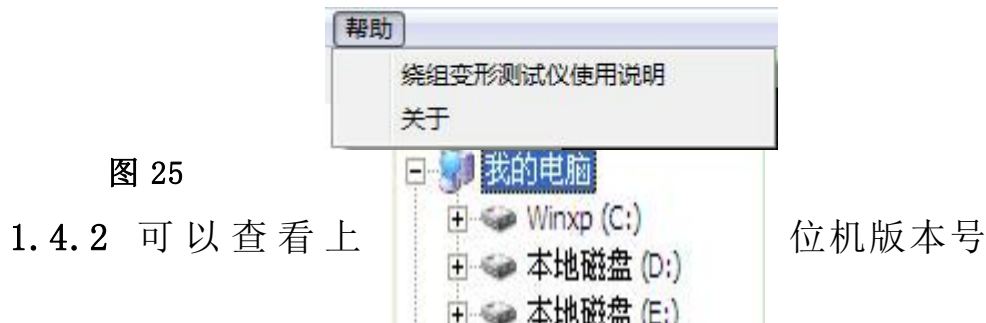 帮助
绕组变形测试仪使用说明
关于
图 25
我的电脑
Winxp (C:)
1.4.2 可以查看上位机版本号
本地磁盘 (D:)
本地磁盘 (E:)